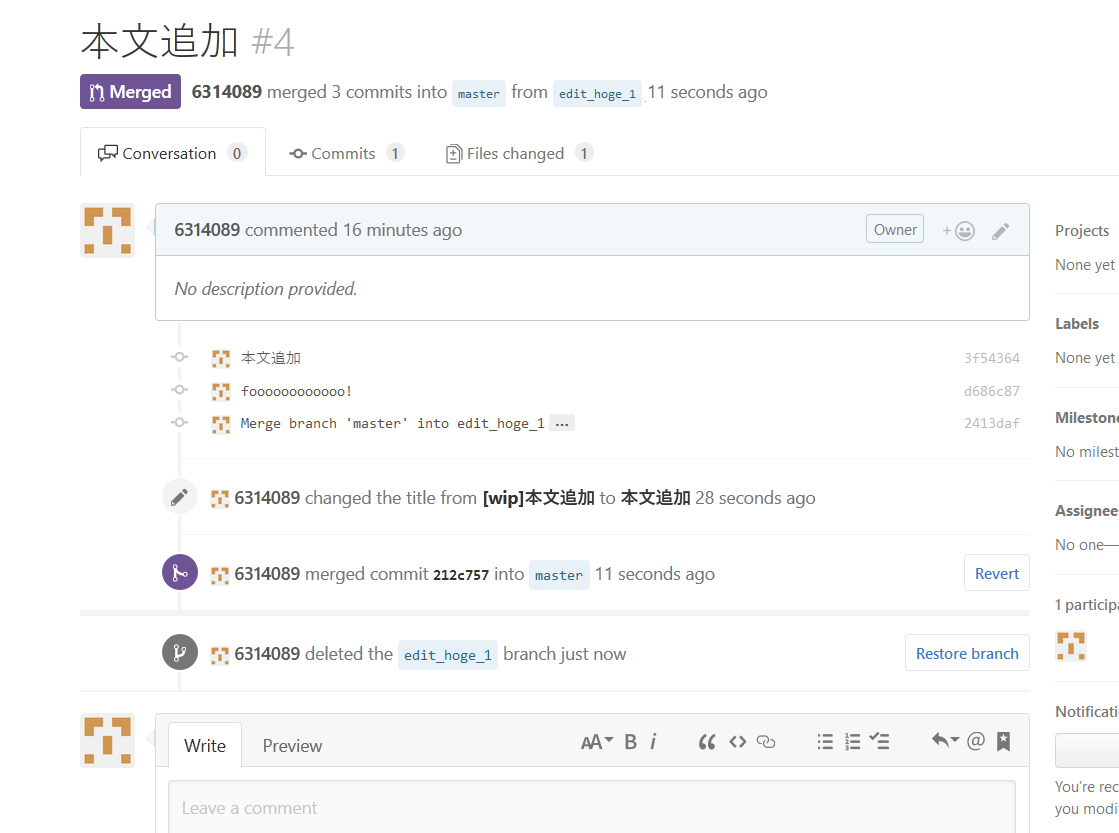 本文追加 #4
Merged 6314089 merged 3 commits into master from edit_hoge_1 11 seconds ago
Conversation 0 Commits 1 Files changed 1
6314089 commented 16 minutes ago Owner +
No description provided.
本文追加 3f54364
foooooooooooo! d686c87
Merge branch 'master' into edit_hoge_1 … 2413daf
6314089 changed the title from [wip]本文追加 to 本文追加 28 seconds ago
6314089 merged commit 212c757 into master 11 seconds ago Revert
6314089 deleted the edit_hoge_1 branch just now Restore branch
Write Preview AA B i
Leave a comment
Projects
None yet
Labels
None yet
Mileston
No milest
Assignee
No one—
1 particip
Notificati
You're rec
you modi